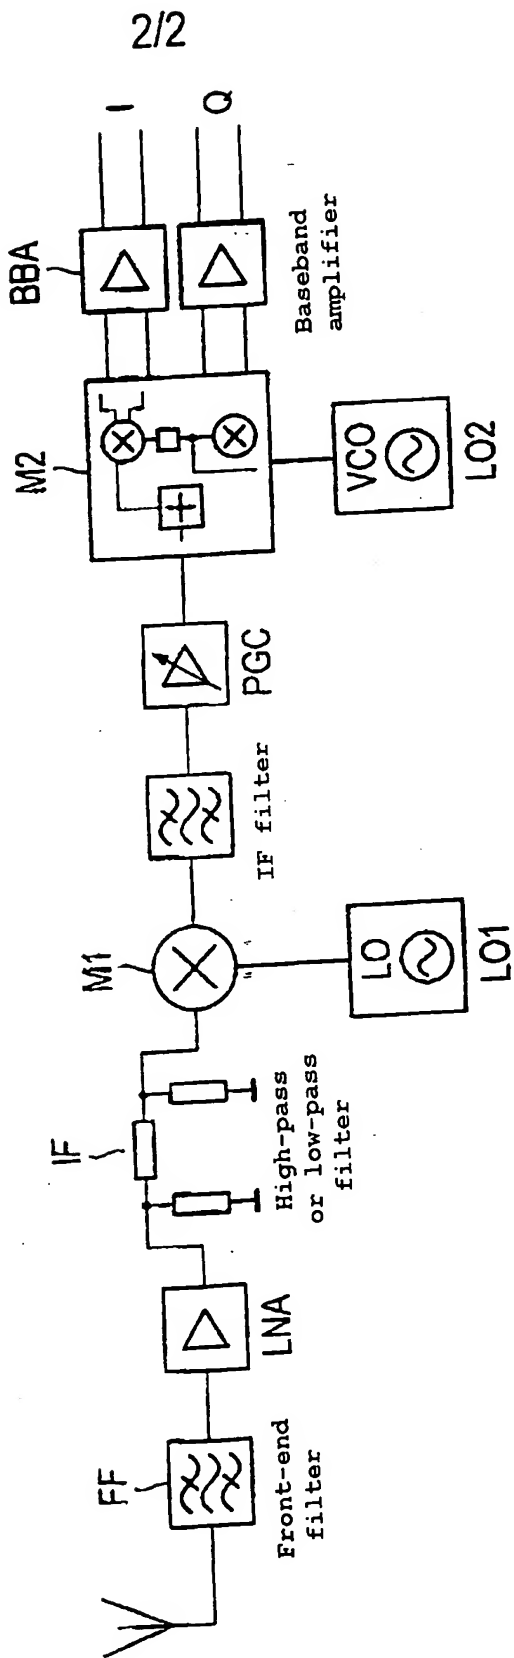 2/2
FF
Front-end
filter
LNA
IF
High-pass
or low-pass
filter
M1
LO
LO1
IF filter
PGC
M2
VCO
LO2
BBA
Baseband
amplifier
I
Q